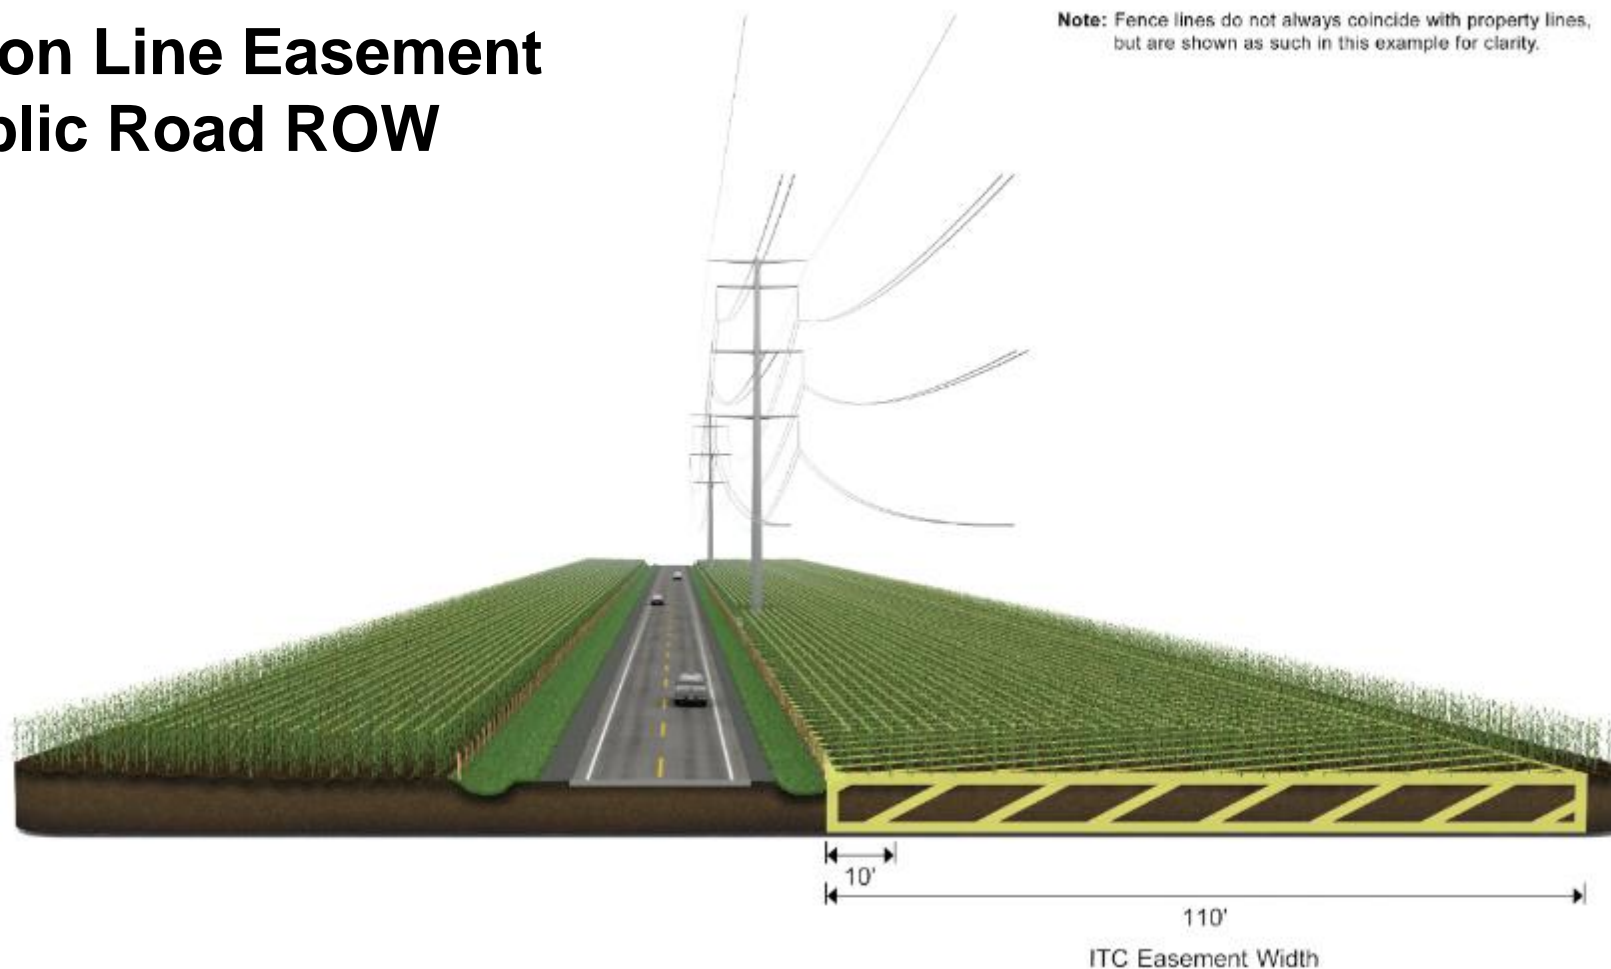 on Line Easement
blic Road ROW
Note: Fence lines do not always coincide with property lines,
but are shown as such in this example for clarity.
10'
110'
ITC Easement Width